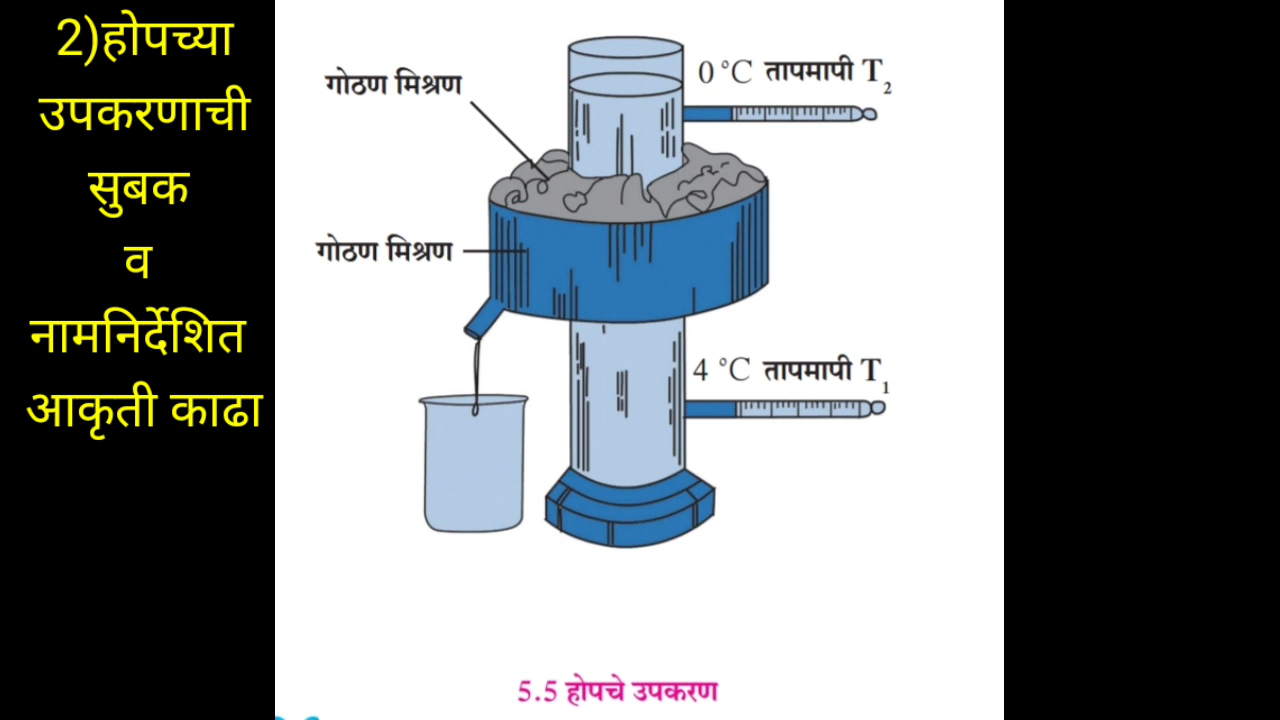 2)होपच्या
उपकरणाची
सुबक
व
नामनिर्देशित
आकृती काढा
गोठण मिश्रण
0 °C तापमापी T₂
गोठण मिश्रण
4 °C तापमापी T₁
5.5 होपचे उपकरण